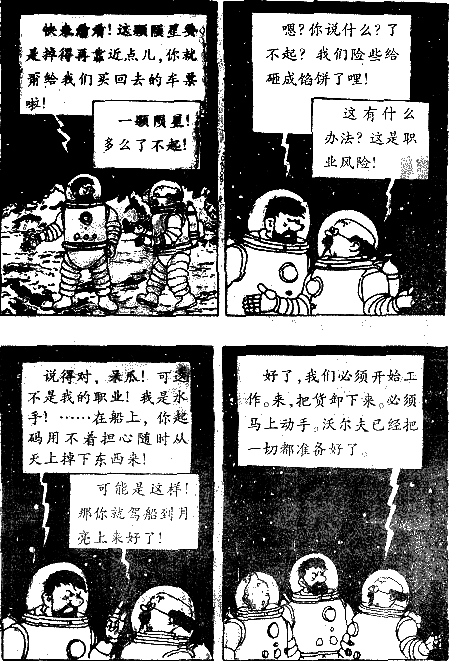 快来看看!这颗陨星要
是掉得再靠近点儿,你就
甭给我们买回去的车票
啦!
一颗陨星!
多么了不起!
嗯?你说什么?了
不起?我们险些给
砸成馅饼了哩!
这有什么
办法?这是职
业风险!
说得对,呆瓜!可这
不是我的职业!我是水
手!……在船上,你起
码用不着担心随时从
天上掉下东西来!
可能是这样!
那你就驾船到月
亮上来好了!
好了,我们必须开始工
作。来,把货卸下来。必须
马上动手。沃尔夫已经把
一切都准备好了。